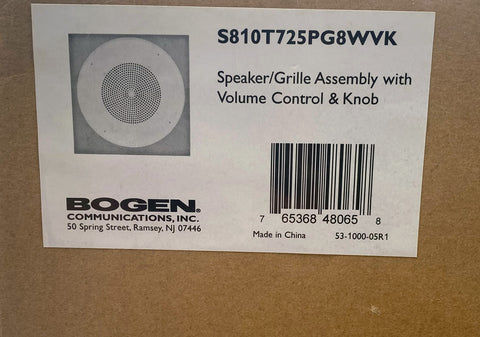 S810T725PG8WVK
Speaker/Grille Assembly with
Volume Control & Knob
BOGEN®
COMMUNICATIONS, INC.
50 Spring Street, Ramsey, NJ 07446
7 65368 48065 8
Made in China 53-1000-05R1